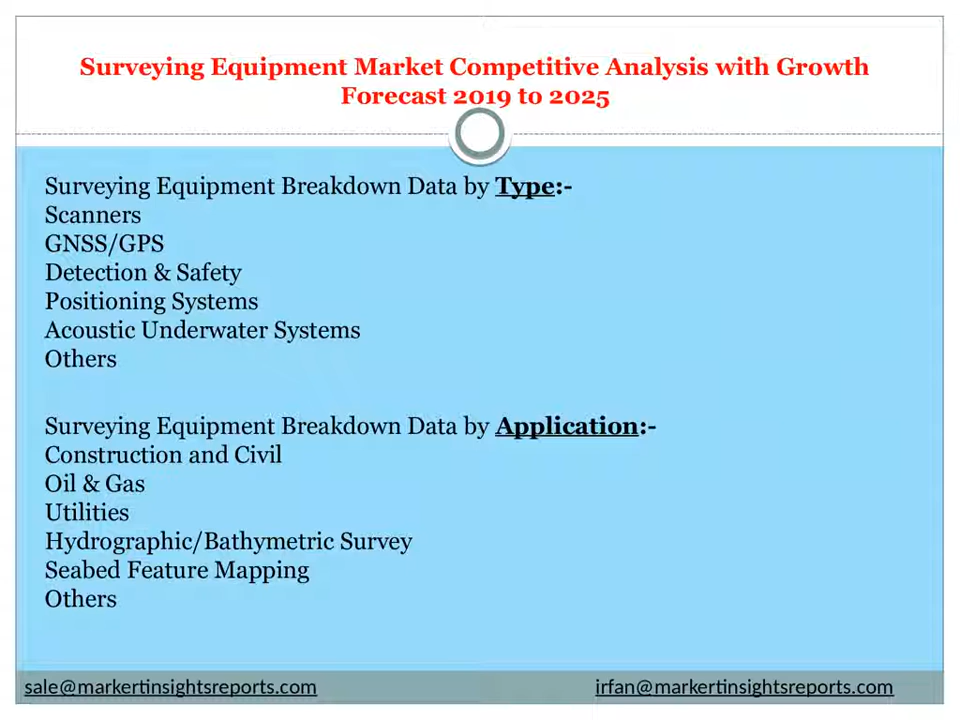 Surveying Equipment Market Competitive Analysis with Growth
Forecast 2019 to 2025
Surveying Equipment Breakdown Data by Type:-
Scanners
GNSS/GPS
Detection & Safety
Positioning Systems
Acoustic Underwater Systems
Others
Surveying Equipment Breakdown Data by Application:-
Construction and Civil
Oil & Gas
Utilities
Hydrographic/Bathymetric Survey
Seabed Feature Mapping
Others
sale@markertinsightsreports.com irfan@markertinsightsreports.com